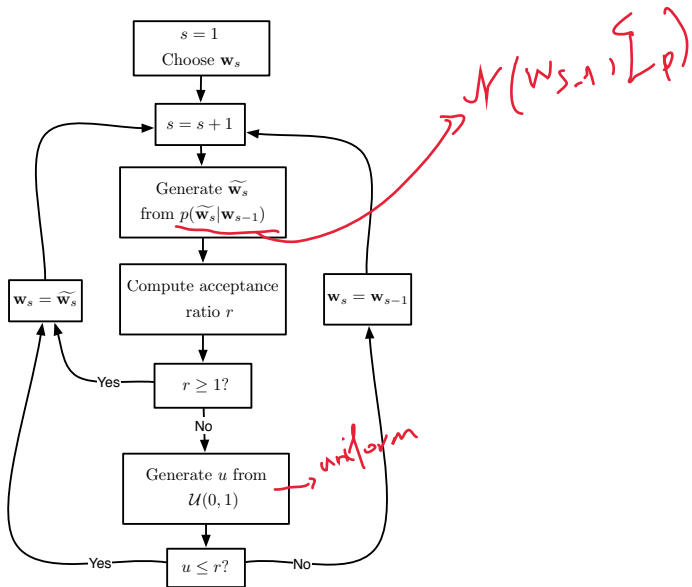 s = 1
Choose w_s
𝒩(w_{s-1}, Σ_p)
s = s + 1
Generate w̃_s
from p(w̃_s|w_{s-1})
Compute acceptance
ratio r
w_s = w̃_s
w_s = w_{s-1}
r ≥ 1?
Yes
No
uniform
Generate u from
𝒰(0, 1)
Yes
u ≤ r?
No